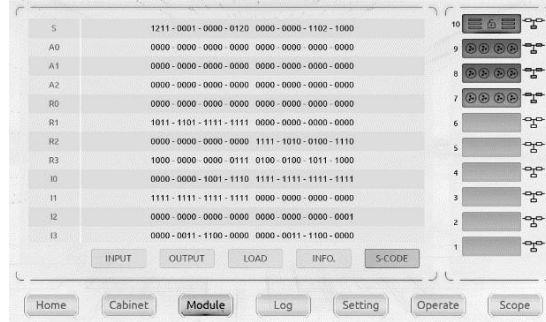 S 1211 - 0001 - 0000 - 0120 0000 - 0000 - 1102 - 1000
A0 0000 - 0000 - 0000 - 0000 0000 - 0000 - 0000 - 0000
A1 0000 - 0000 - 0000 - 0000 0000 - 0000 - 0000 - 0000
A2 0000 - 0000 - 0000 - 0000 0000 - 0000 - 0000 - 0000
R0 0000 - 0000 - 0000 - 0000 0000 - 0000 - 0000 - 0000
R1 1011 - 1101 - 1111 - 1111 0000 - 0000 - 0000 - 0000
R2 0000 - 0000 - 0000 - 0000 1111 - 1010 - 0100 - 1110
R3 1000 - 0000 - 0000 - 0111 0100 - 0100 - 1011 - 1000
I0 0000 - 0000 - 1001 - 1110 1111 - 1111 - 1111 - 1111
I1 1111 - 1111 - 1111 - 1111 0000 - 0000 - 0000 - 0000
I2 0000 - 0000 - 0000 - 0000 0000 - 0000 - 0000 - 0001
I3 0000 - 0011 - 1100 - 0000 0000 - 0011 - 1100 - 0000
INPUT OUTPUT LOAD INFO. S-CODE
10
9
8
7
6
5
4
3
2
1
Home Cabinet Module Log Setting Operate Scope